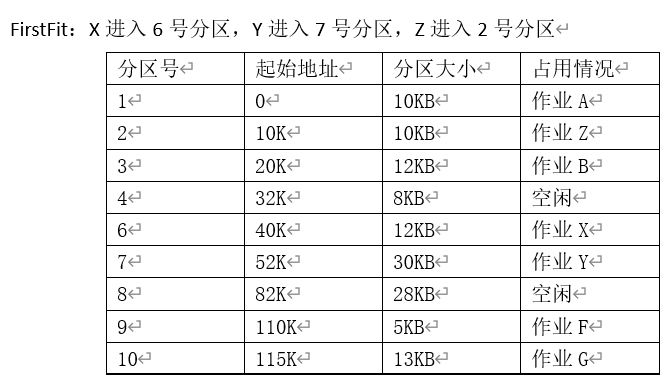 FirstFit：X 进入 6 号分区，Y 进入 7 号分区，Z 进入 2 号分区↵
分区号↵ 起始地址↵ 分区大小↵ 占用情况↵
1↵ 0↵ 10KB↵ 作业 A↵
2↵ 10K↵ 10KB↵ 作业 Z↵
3↵ 20K↵ 12KB↵ 作业 B↵
4↵ 32K↵ 8KB↵ 空闲↵
6↵ 40K↵ 12KB↵ 作业 X↵
7↵ 52K↵ 30KB↵ 作业 Y↵
8↵ 82K↵ 28KB↵ 空闲↵
9↵ 110K↵ 5KB↵ 作业 F↵
10↵ 115K↵ 13KB↵ 作业 G↵